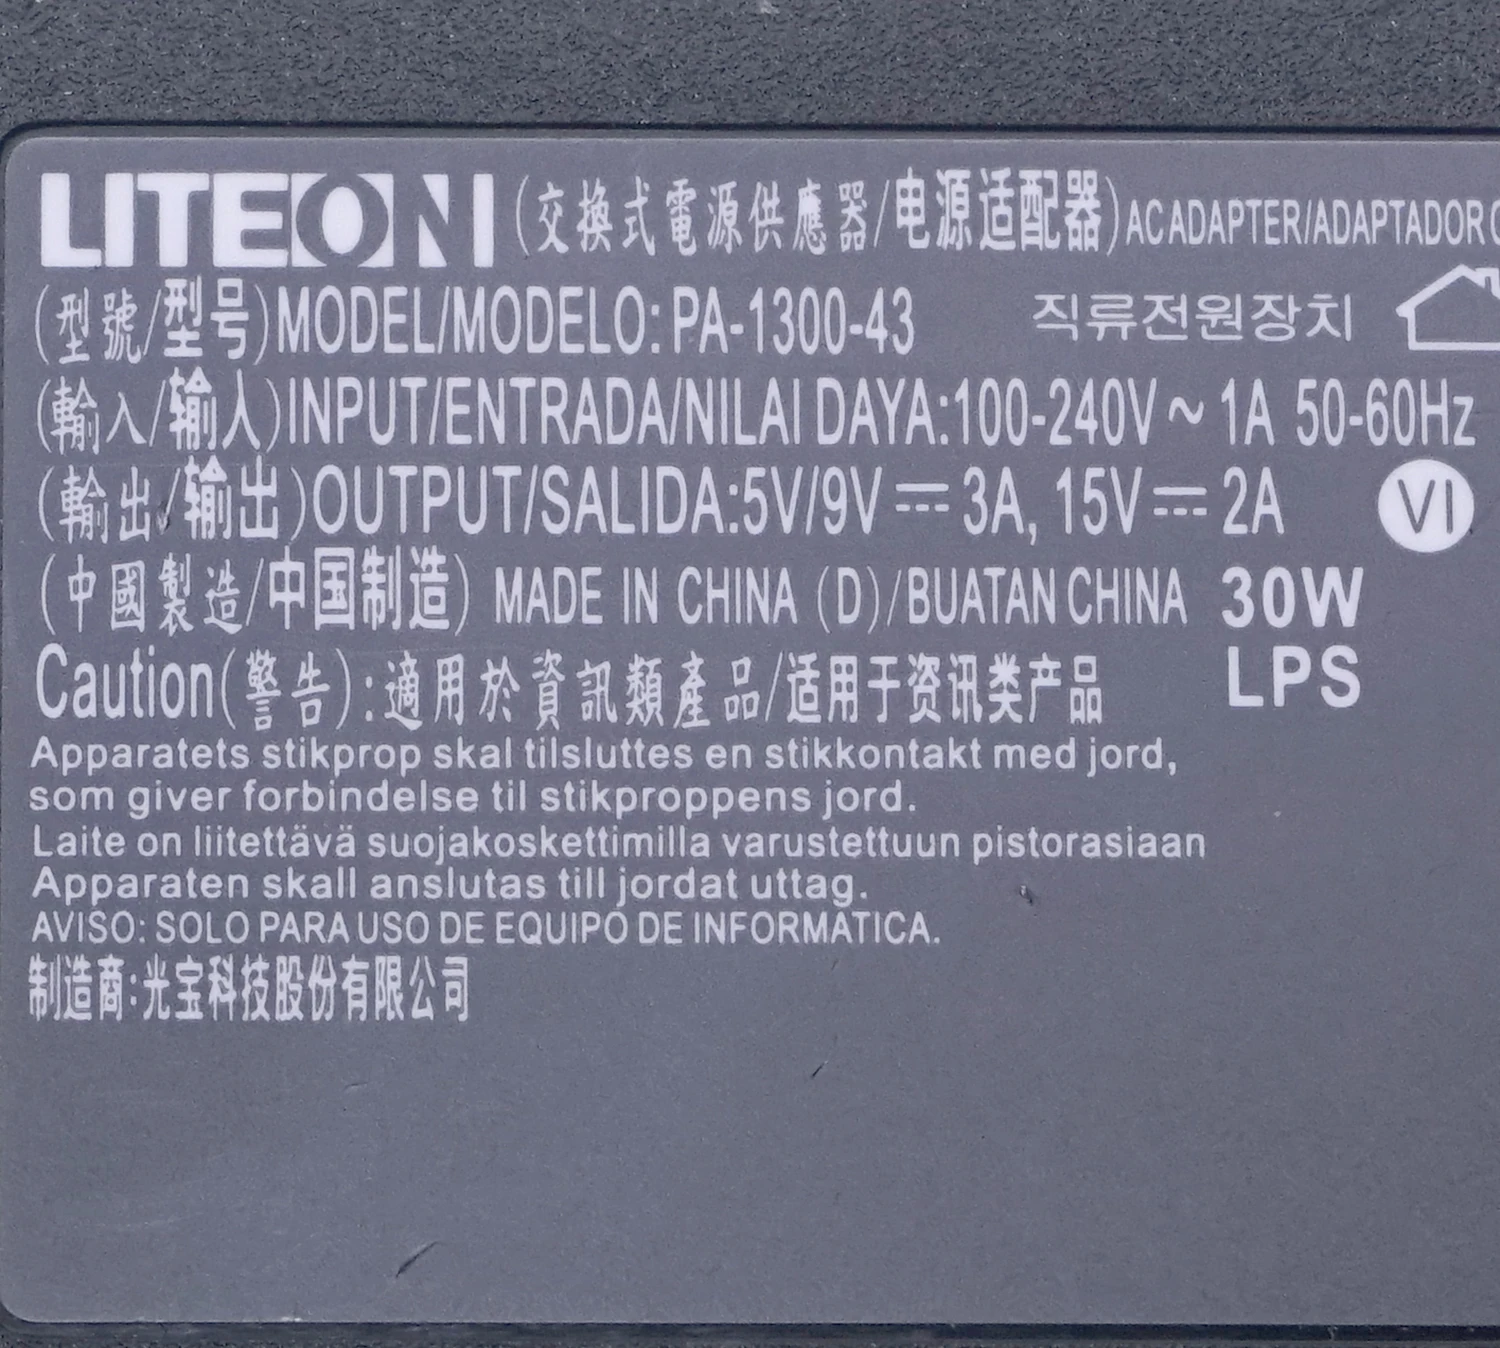 LITEON (交換式電源供應器/电源适配器) AC ADAPTER/ADAPTADOR
(型號/型号) MODEL/MODELO: PA-1300-43 직류전원장치
(輸入/输入) INPUT/ENTRADA/NILAI DAYA:100-240V ~ 1A 50-60Hz
(輸出/输出) OUTPUT/SALIDA:5V/9V ⎓ 3A, 15V ⎓ 2A VI
(中國製造/中国制造) MADE IN CHINA (D)/BUATAN CHINA 30W
Caution(警告):適用於資訊類產品/适用于资讯类产品 LPS
Apparatets stikprop skal tilsluttes en stikkontakt med jord,
som giver forbindelse til stikproppens jord.
Laite on liitettävä suojakoskettimilla varustettuun pistorasiaan
Apparaten skall anslutas till jordat uttag.
AVISO: SOLO PARA USO DE EQUIPO DE INFORMATICA.
制造商:光宝科技股份有限公司